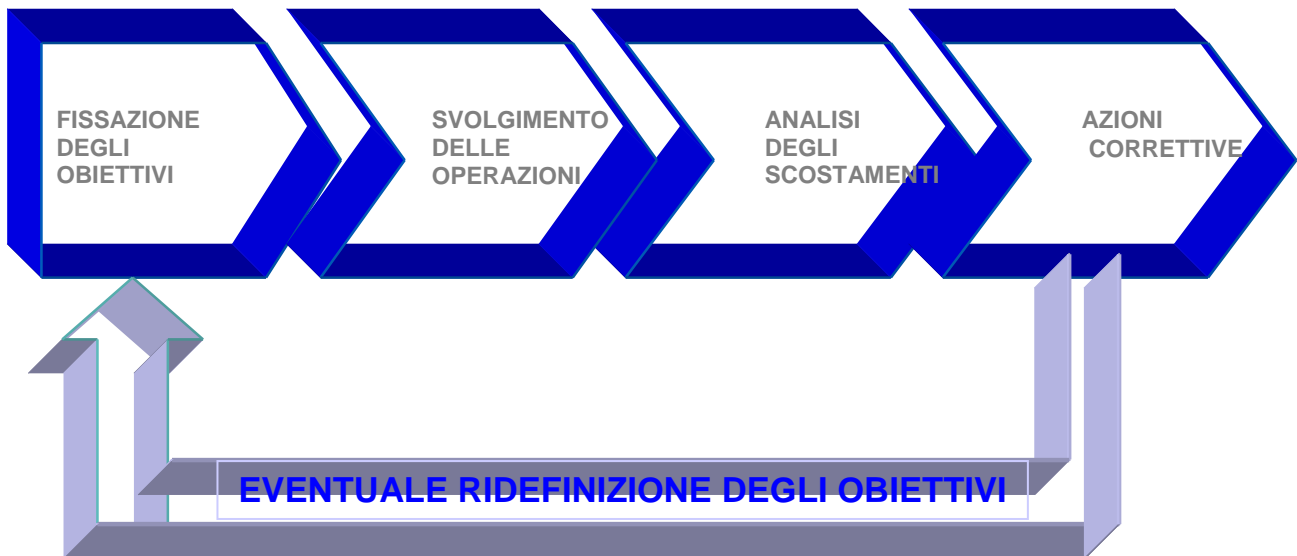 FISSAZIONE
DEGLI
OBIETTIVI
SVOLGIMENTO
DELLE
OPERAZIONI
ANALISI
DEGLI
SCOSTAMENTI
AZIONI
CORRETTIVE
EVENTUALE RIDEFINIZIONE DEGLI OBIETTIVI